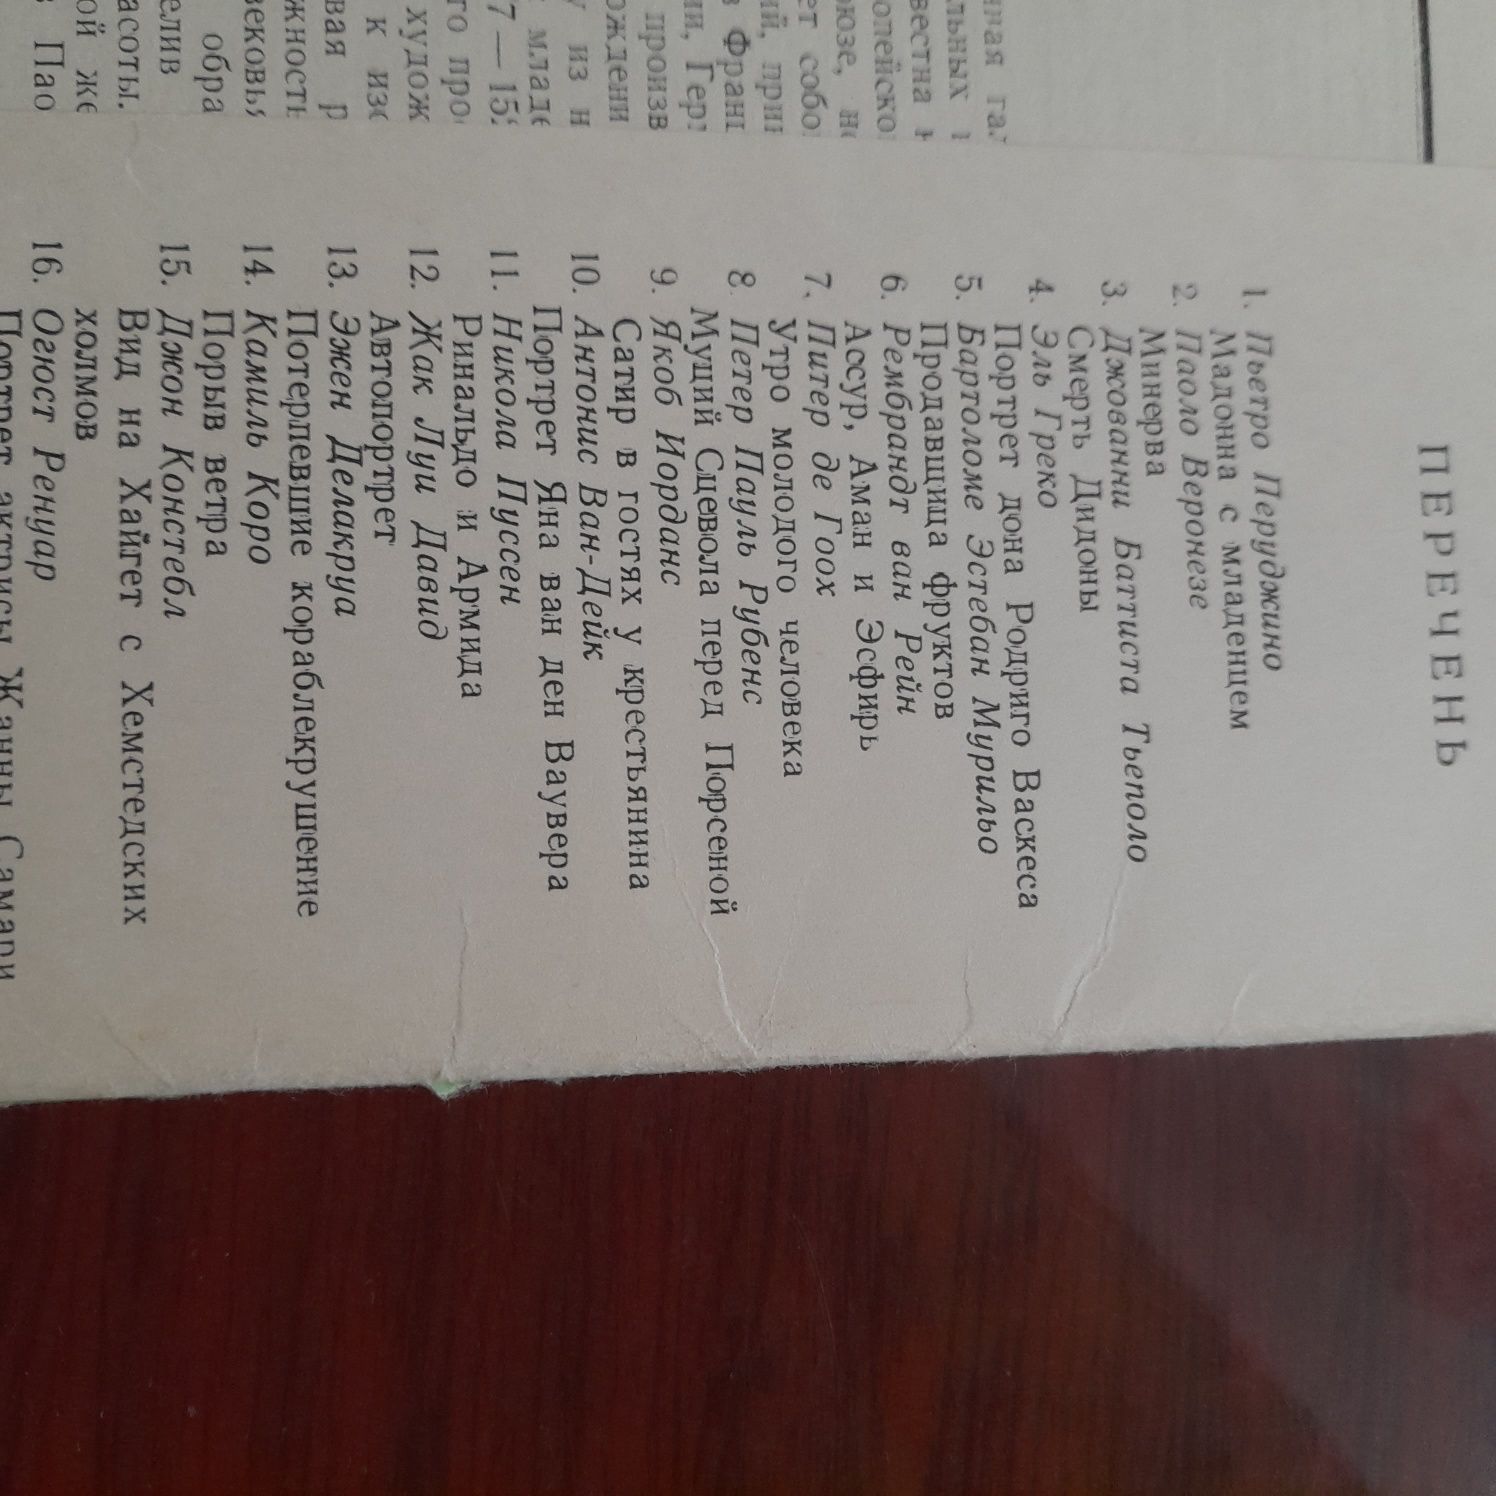 ПЕРЕЧЕНЬ
1. Пьетро Перуджино
Мадонна с младенцем
2. Паоло Веронезе
Минерва
3. Джованни Баттиста Тьеполо
Смерть Дидоны
4. Эль Греко
Портрет дона Родриго Васкеса
5. Бартоломе Эстебан Мурильо
Продавщица фруктов
6. Рембрандт ван Рейн
Ассур, Аман и Эсфирь
7. Питер де Гоох
Утро молодого человека
8. Петер Пауль Рубенс
Муций Сцевола перед Порсеной
9. Якоб Иорданс
Сатир в гостях у крестьянина
10. Антонис Ван-Дейк
Портрет Яна ван ден Ваувера
11. Никола Пуссен
Ринальдо и Армида
12. Жак Луи Давид
Автопортрет
13. Эжен Делакруа
Потерпевшие кораблекрушение
14. Камиль Коро
Порыв ветра
15. Джон Констебл
Вид на Хайгет с Хемстедских
холмов
16. Огюст Ренуар
Портрет актрисы Жанны Самари